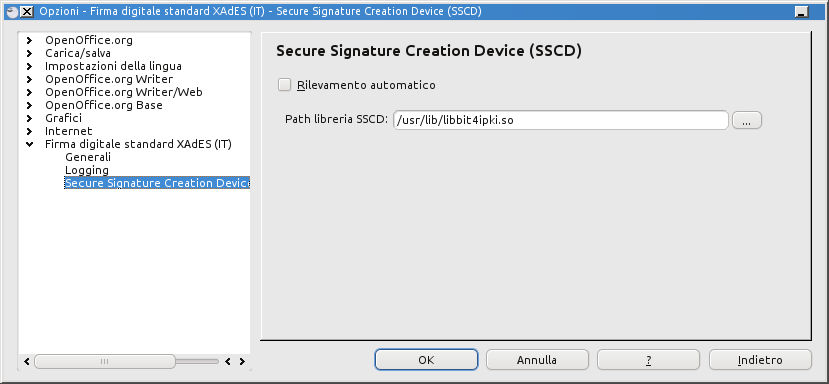 Opzioni - Firma digitale standard XAdES (IT) - Secure Signature Creation Device (SSCD)
OpenOffice.org
Carica/salva
Impostazioni della lingua
OpenOffice.org Writer
OpenOffice.org Writer/Web
OpenOffice.org Base
Grafici
Internet
Firma digitale standard XAdES (IT)
Generali
Logging
Secure Signature Creation Device
Secure Signature Creation Device (SSCD)
Rilevamento automatico
Path libreria SSCD: /usr/lib/libbit4ipki.so ...
OK Annulla ? Indietro